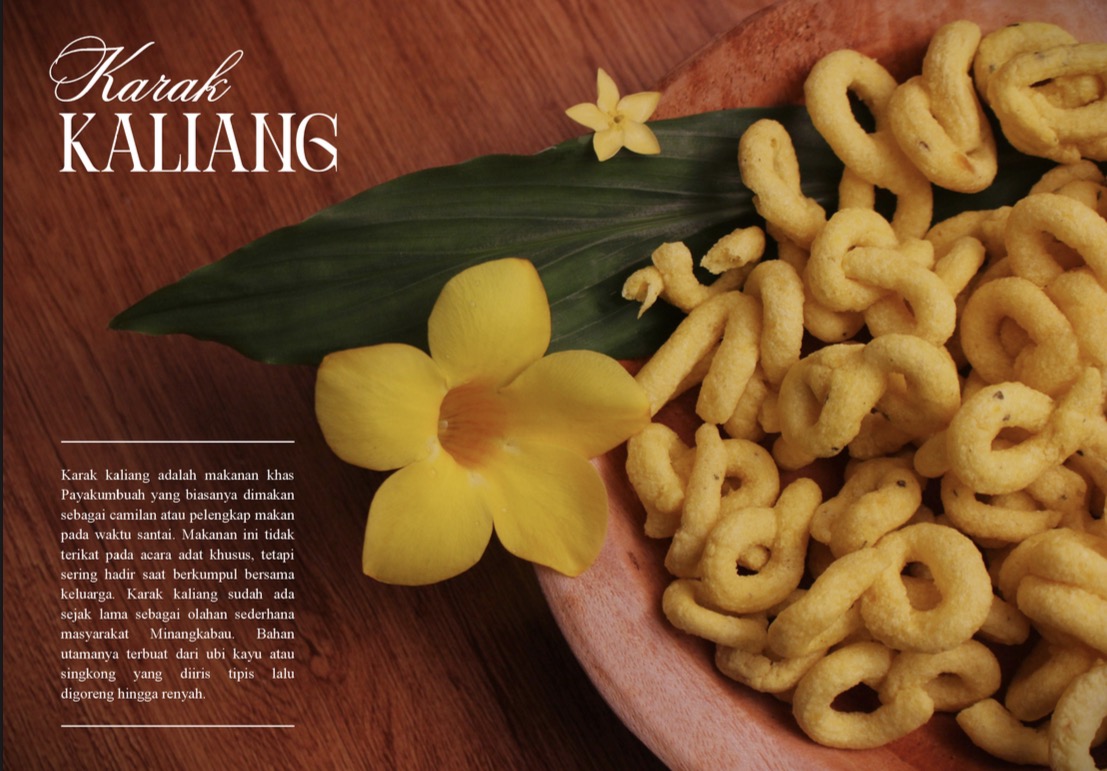 Karak
KALIANG
Karak kaliang adalah makanan khas
Payakumbuah yang biasanya dimakan
sebagai camilan atau pelengkap makan
pada waktu santai. Makanan ini tidak
terikat pada acara adat khusus, tetapi
sering hadir saat berkumpul bersama
keluarga. Karak kaliang sudah ada
sejak lama sebagai olahan sederhana
masyarakat Minangkabau. Bahan
utamanya terbuat dari ubi kayu atau
singkong yang diiris tipis lalu
digoreng hingga renyah.